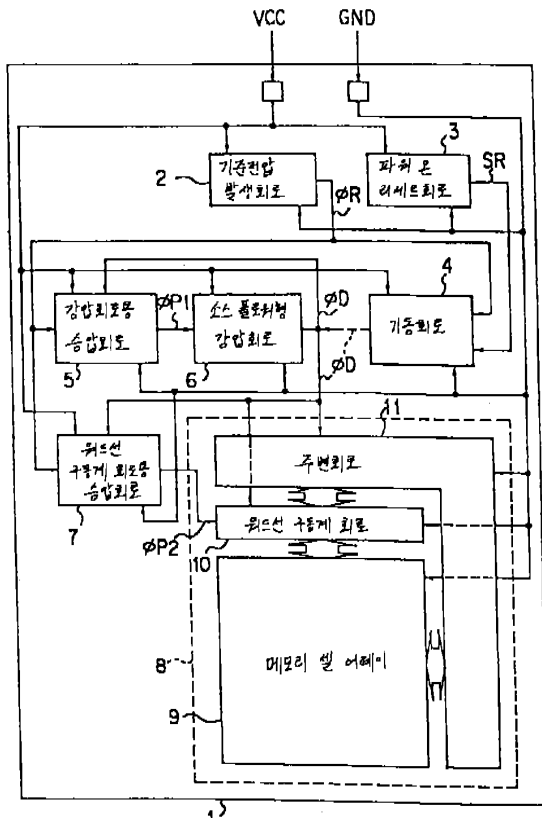 VCC
GND
3
기준전압
발생회로
2
파워 온
리세트회로
SR
ØR
4
강압회로용
승압회로
5
ØP1
소스 폴로워형
강압회로
6
ØD
기동회로
ØD
11
워드선
구동계 회로용
승압회로
7
주변회로
워드선 구동계 회로
ØP2
10
8
메모리 셀 어레이
9
1